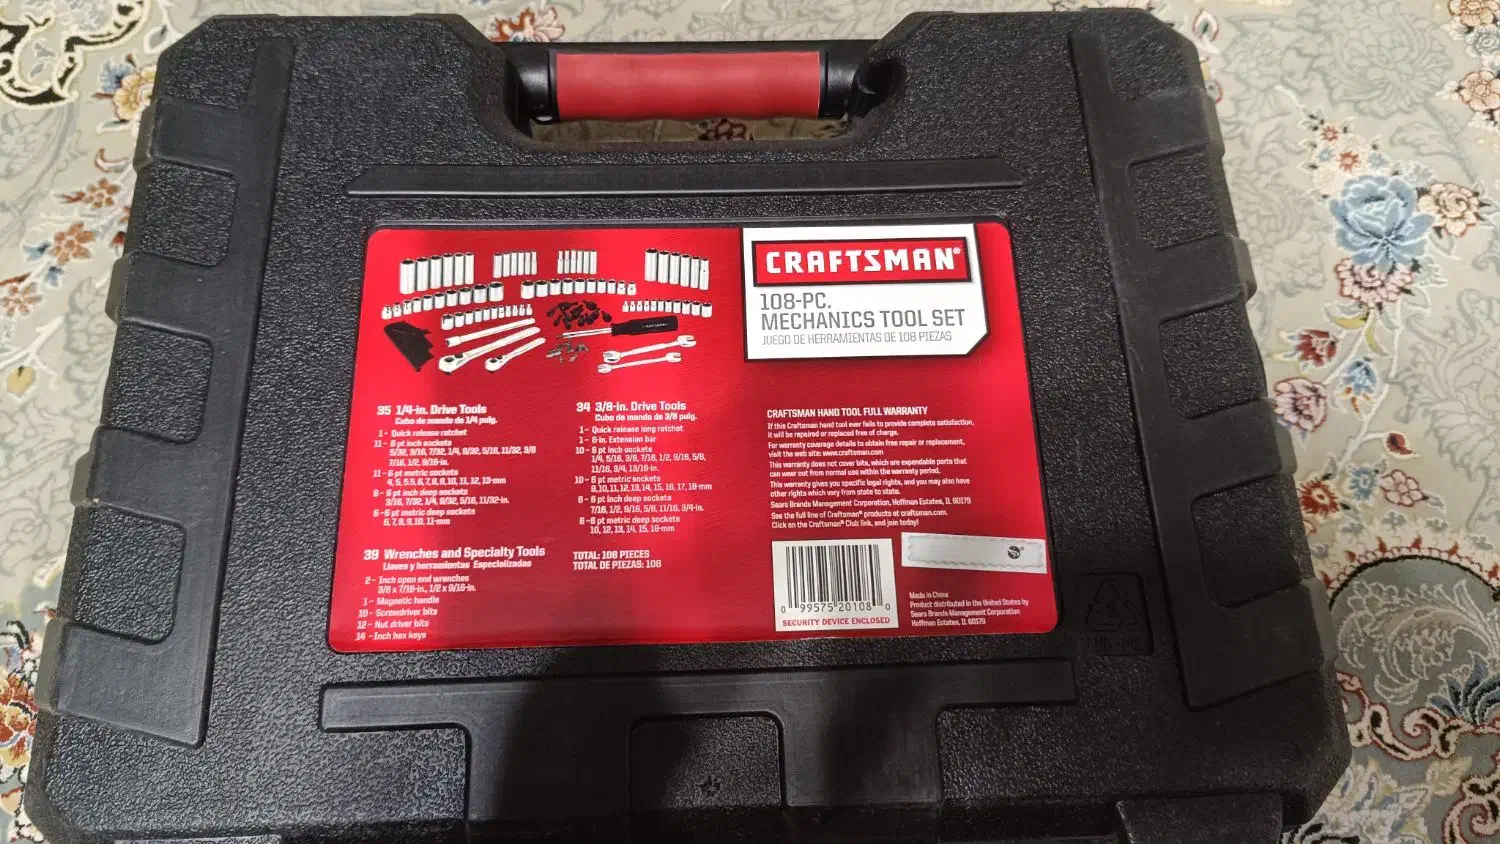 CRAFTSMAN®
108-PC.
MECHANICS TOOL SET
JUEGO DE HERRAMIENTAS DE 108 PIEZAS
35 1/4-in. Drive Tools
Cubo de mando de 1/4 pulg.
1 - Quick release ratchet
11 - 6 pt inch sockets
5/32, 3/16, 7/32, 1/4, 9/32, 5/16, 11/32, 3/8
7/16, 1/2, 9/16-in.
11 - 6 pt metric sockets
4, 5, 5.5, 6, 7, 8, 9, 10, 11, 12, 13-mm
6 - 6 pt inch deep sockets
3/16, 7/32, 1/4, 9/32, 5/16, 11/32-in.
6 - 6 pt metric deep sockets
6, 7, 8, 9, 10, 11-mm
34 3/8-in. Drive Tools
Cubo de mando de 3/8 pulg.
1 - Quick release long ratchet
1 - 6-in. Extension bar
10 - 6 pt inch sockets
1/4, 5/16, 3/8, 7/16, 1/2, 9/16, 5/8,
11/16, 3/4, 13/16-in.
10 - 6 pt metric sockets
9, 10, 11, 12, 13, 14, 15, 16, 17, 18-mm
6 - 6 pt inch deep sockets
7/16, 1/2, 9/16, 5/8, 11/16, 3/4-in.
6 - 6 pt metric deep sockets
10, 12, 13, 14, 15, 19-mm
39 Wrenches and Specialty Tools
Llaves y herramientas Especializadas
2 - Inch open end wrenches
3/8 x 7/16-in., 1/2 x 9/16-in.
1 - Magnetic handle
10 - Screwdriver bits
12 - Nut driver bits
14 - Inch hex keys
TOTAL: 108 PIECES
TOTAL DE PIEZAS: 108
CRAFTSMAN HAND TOOL FULL WARRANTY
If this Craftsman hand tool ever fails to provide complete satisfaction,
it will be repaired or replaced free of charge.
For warranty coverage details to obtain free repair or replacement,
visit the web site: www.craftsman.com
This warranty does not cover bits, which are expendable parts that
can wear out from normal use within the warranty period.
This warranty gives you specific legal rights, and you may also have
other rights which vary from state to state.
Sears Brands Management Corporation, Hoffman Estates, IL 60179
See the full line of Craftsman® products at craftsman.com.
Click on the Craftsman® Club link, and join today!
0 99575 20108 0
SECURITY DEVICE ENCLOSED
Made in China
Product distributed in the United States by
Sears Brands Management Corporation
Hoffman Estates, IL 60179